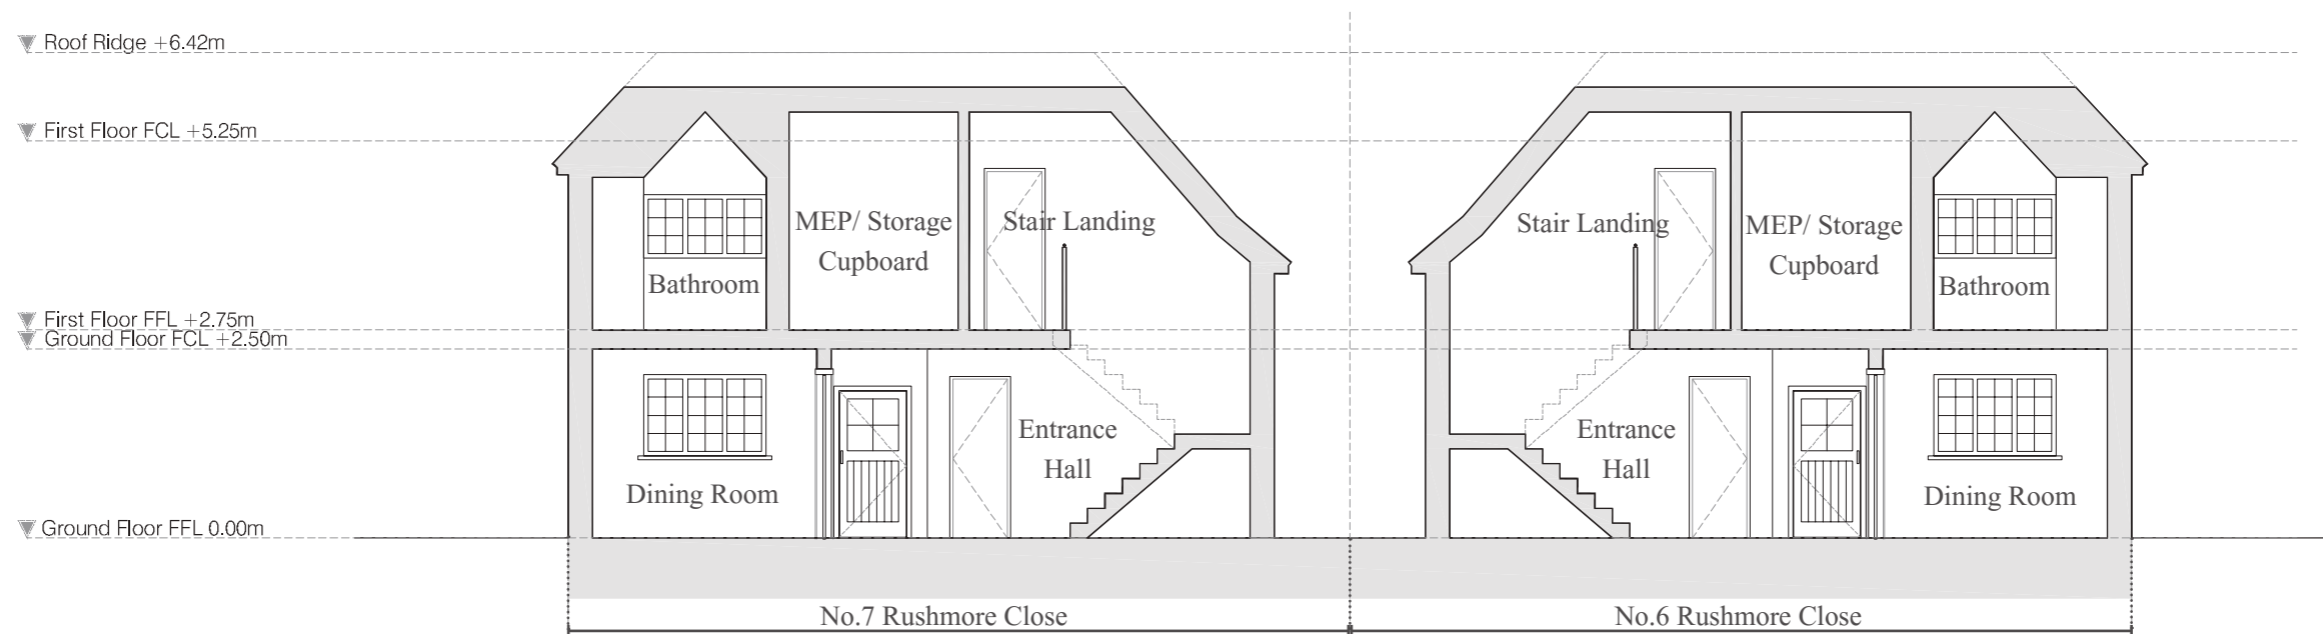 Roof Ridge +6.42m
First Floor FCL +5.25m
First Floor FFL +2.75m
Ground Floor FCL +2.50m
Ground Floor FFL 0.00m
MEP/ Storage
Cupboard
Stair Landing
Bathroom
Entrance
Hall
Dining Room
No.7 Rushmore Close
Stair Landing
MEP/ Storage
Cupboard
Bathroom
Entrance
Hall
Dining Room
No.6 Rushmore Close